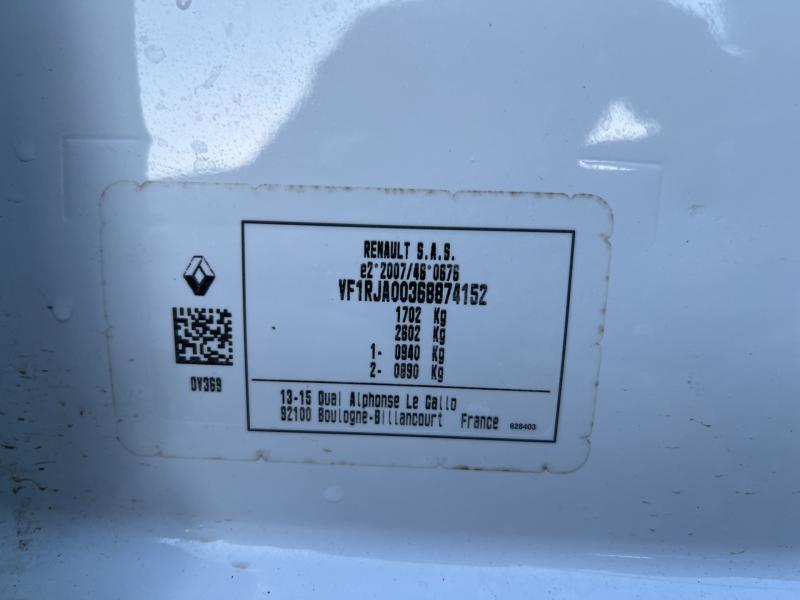 RENAULT S.A.S.
e2*2007/46*0676
VF1RJA00368874152
1702 Kg
2602 Kg
1- 0940 Kg
2- 0890 Kg
0V369
13-15 Quai Alphonse Le Gallo
92100 Boulogne-Billancourt France
628403